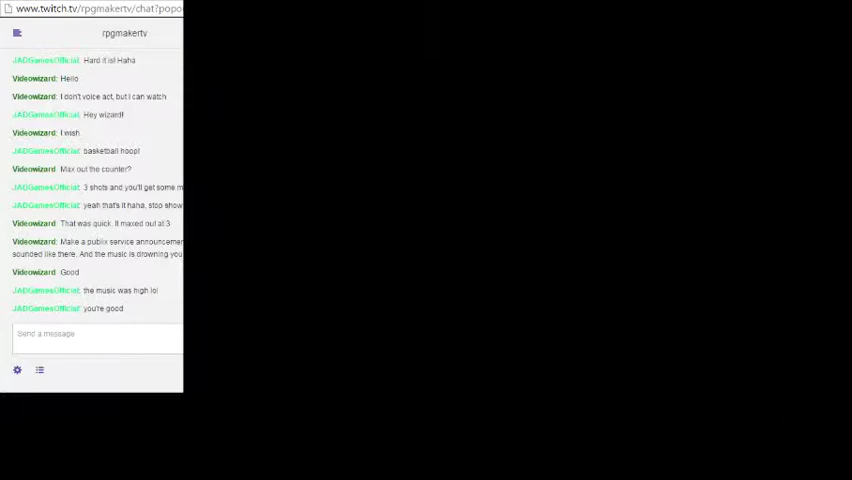 www.twitch.tv/rpgmakertv/chat?popo
rpgmakertv
JADGamesOfficial: Hard it is! Haha
Videowizard: Hello
Videowizard: I don't voice act, but I can watch
JADGamesOfficial: Hey wizard!
Videowizard: I wish
JADGamesOfficial: basketball hoop!
Videowizard: Max out the counter?
JADGamesOfficial: 3 shots and you'll get some m
JADGamesOfficial: yeah that's it haha, stop show
Videowizard: That was quick. It maxed out at 3
Videowizard: Make a publix service announcemen
sounded like there. And the music is drowning you
Videowizard: Good
JADGamesOfficial: the music was high lol
JADGamesOfficial: you're good
Send a message